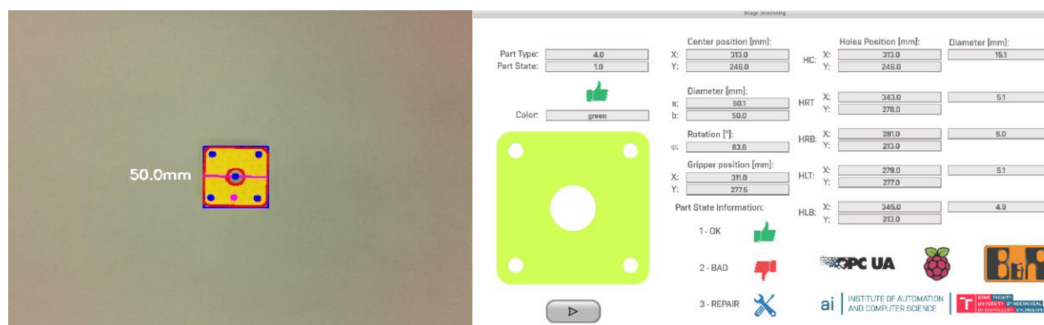 50.0mm
Image processing
Part Type: 4.0
Part State: 1.0
Color: green
Center position [mm]:
X: 313.0
Y: 246.0
Diameter [mm]:
a: 50.1
b: 50.0
Rotation [°]:
φ: 83.6
Gripper position [mm]:
X: 311.0
Y: 277.5
Part State Information:
1 - OK
2 - BAD
3 - REPAIR
Holes Position [mm]: Diameter [mm]:
HC: X: 313.0 15.1
Y: 246.0
HRT X: 343.0 5.1
Y: 278.0
HRB: X: 281.0 5.0
Y: 213.0
HLT: X: 279.0 5.1
Y: 277.0
HLB: X: 345.0 4.9
Y: 213.0
OPC UA
B&R
ai INSTITUTE OF AUTOMATION
AND COMPUTER SCIENCE
T